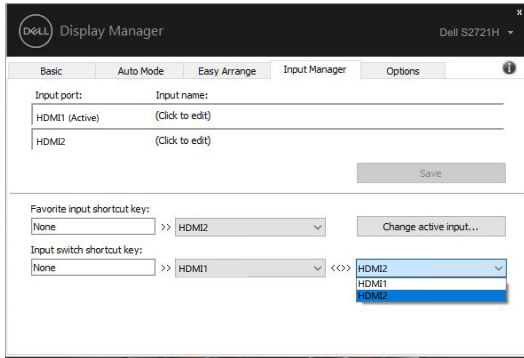 DELL Display Manager
Dell S2721H
x
Basic Auto Mode Easy Arrange Input Manager Options i
Input port: Input name:
HDMI1 (Active) (Click to edit)
HDMI2 (Click to edit)
Save
Favorite input shortcut key:
None >> HDMI2 Change active input...
Input switch shortcut key:
None >> HDMI1 <<>> HDMI2
HDMI1
HDMI2